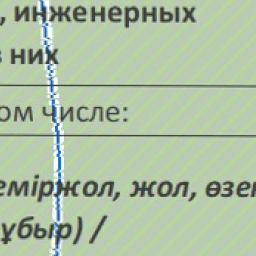 , инженерных
в них
ом числе:
еміржол, жол, өзе
ұбыр) /